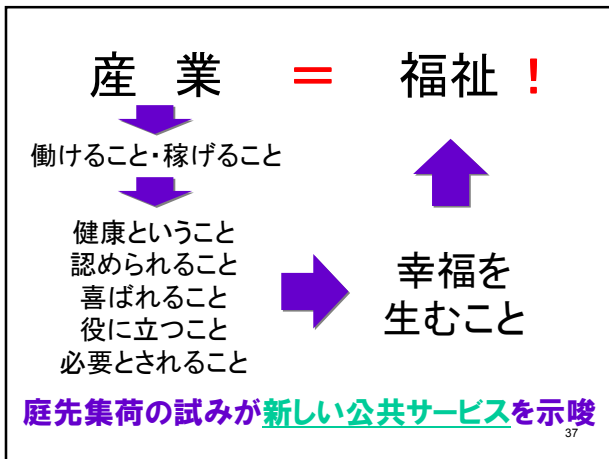 産 業 = 福祉!
働けること・稼げること
健康ということ
認められること
喜ばれること
役に立つこと
必要とされること
幸福を
生むこと
庭先集荷の試みが新しい公共サービスを示唆
37